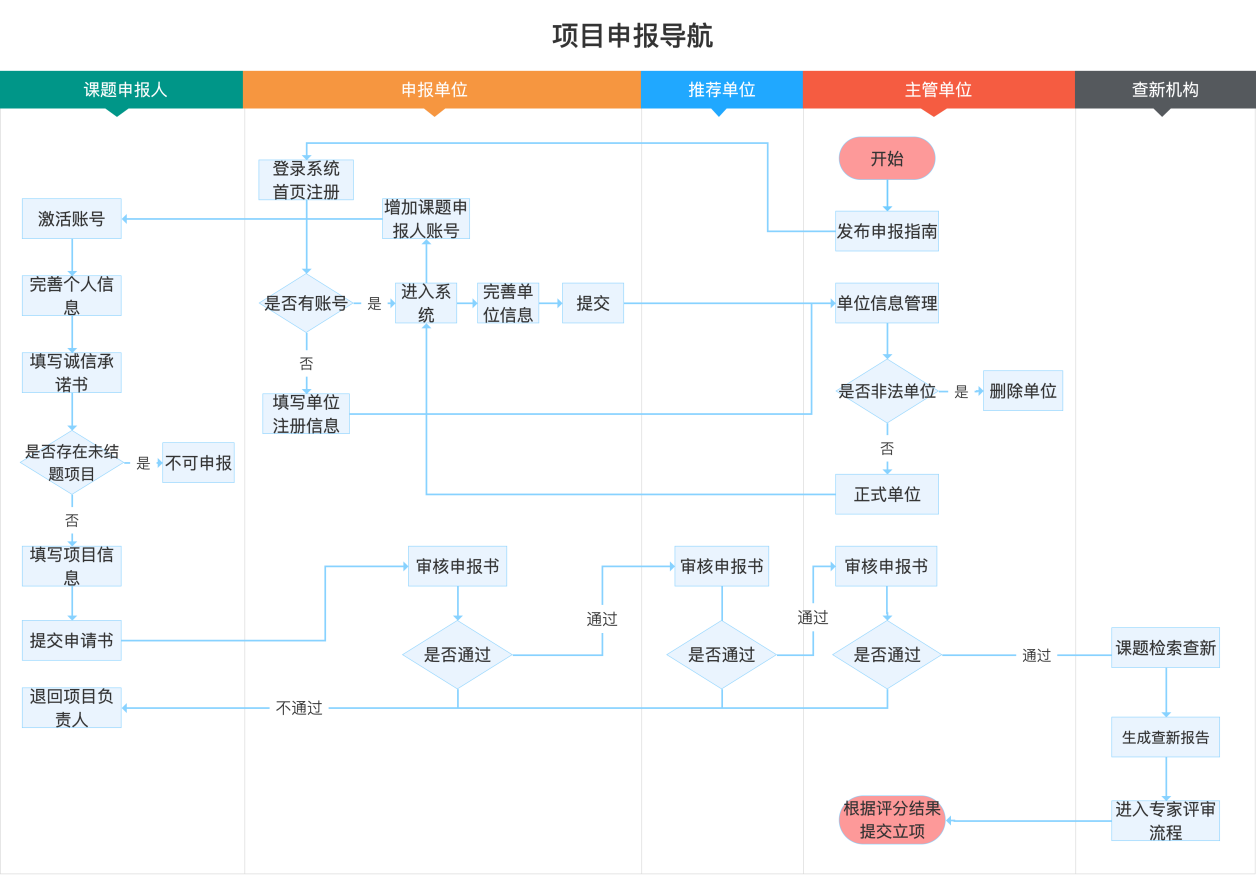 项目申报导航
课题申报人
申报单位
推荐单位
主管单位
查新机构
开始
登录系统
首页注册
激活账号
增加课题申
报人账号
发布申报指南
完善个人信
息
是否有账号
是
进入系
统
完善单
位信息
提交
单位信息管理
否
填写诚信承
诺书
填写单位
注册信息
是否非法单位
是
删除单位
否
是否存在未结
题项目
是
不可申报
正式单位
否
填写项目信
息
审核申报书
审核申报书
审核申报书
通过
通过
提交申请书
是否通过
是否通过
是否通过
通过
课题检索查新
退回项目负
责人
不通过
生成查新报告
根据评分结果
提交立项
进入专家评审
流程